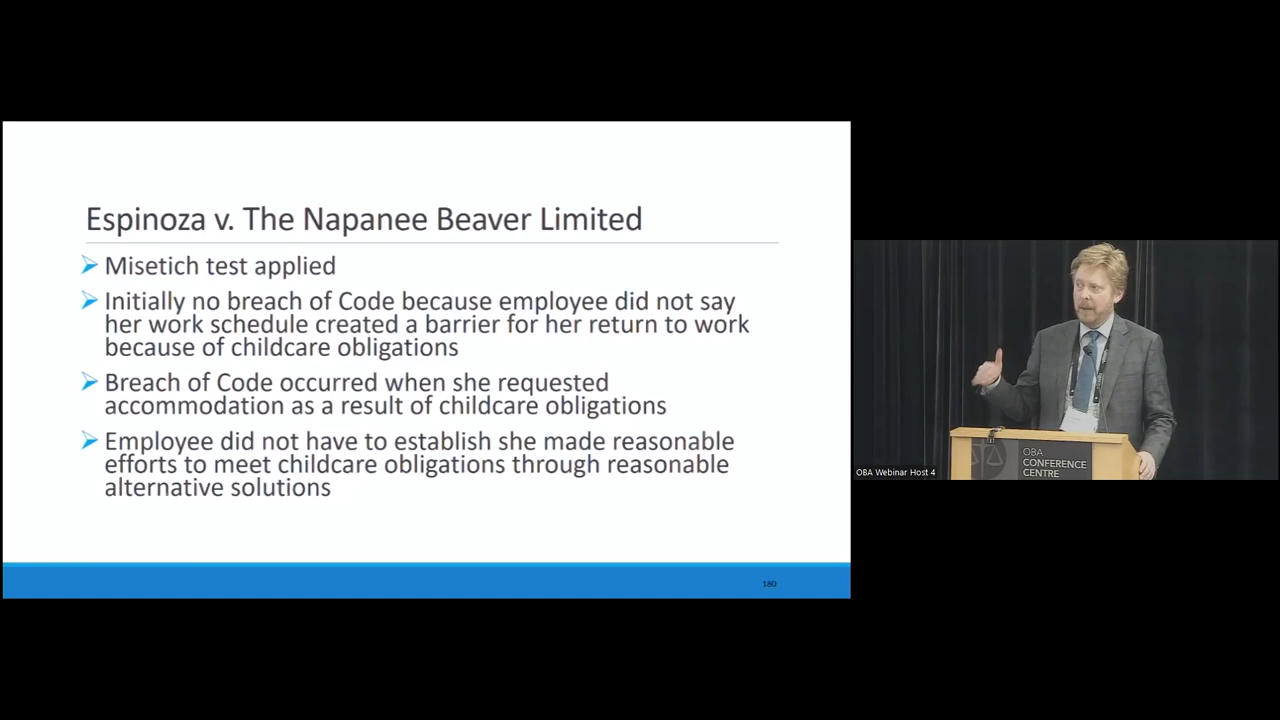 Espinoza v. The Napanee Beaver Limited
Misetich test applied
Initially no breach of Code because employee did not say
her work schedule created a barrier for her return to work
because of childcare obligations
Breach of Code occurred when she requested
accommodation as a result of childcare obligations
Employee did not have to establish she made reasonable
efforts to meet childcare obligations through reasonable
alternative solutions
180
OBA
CONFERENCE
CENTRE
OBA Webinar Host 4